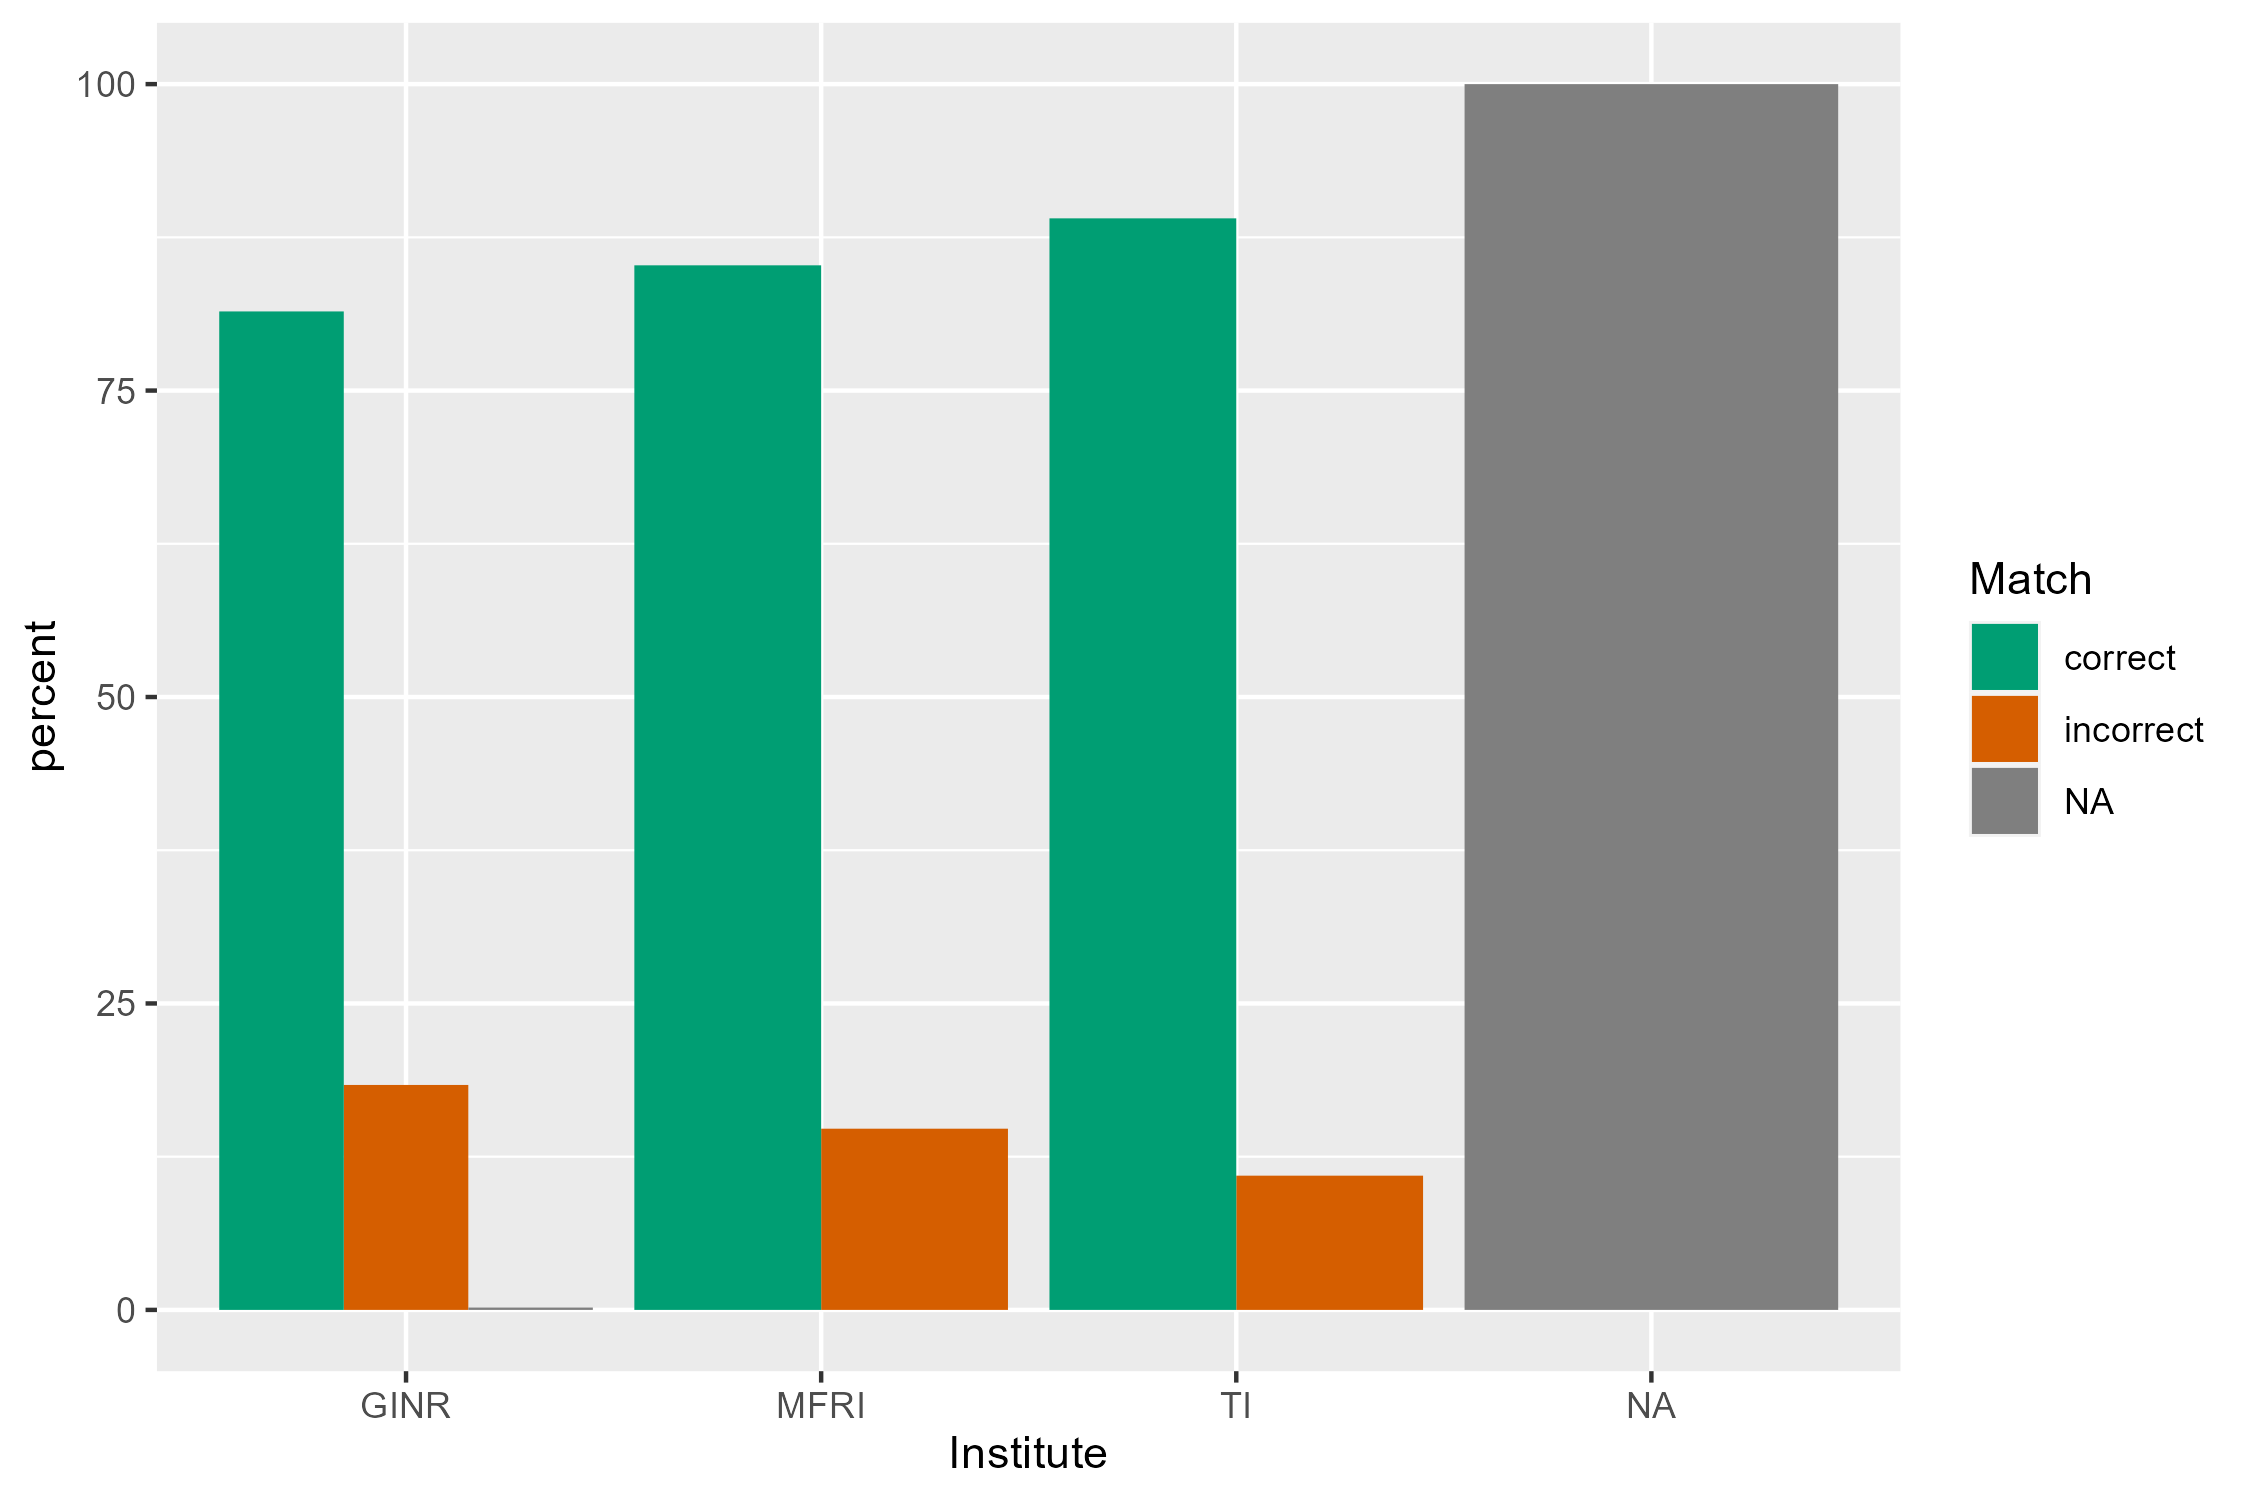 100
75
50
25
0
percent
GINR
MFRI
TI
NA
Institute
Match
correct
incorrect
NA